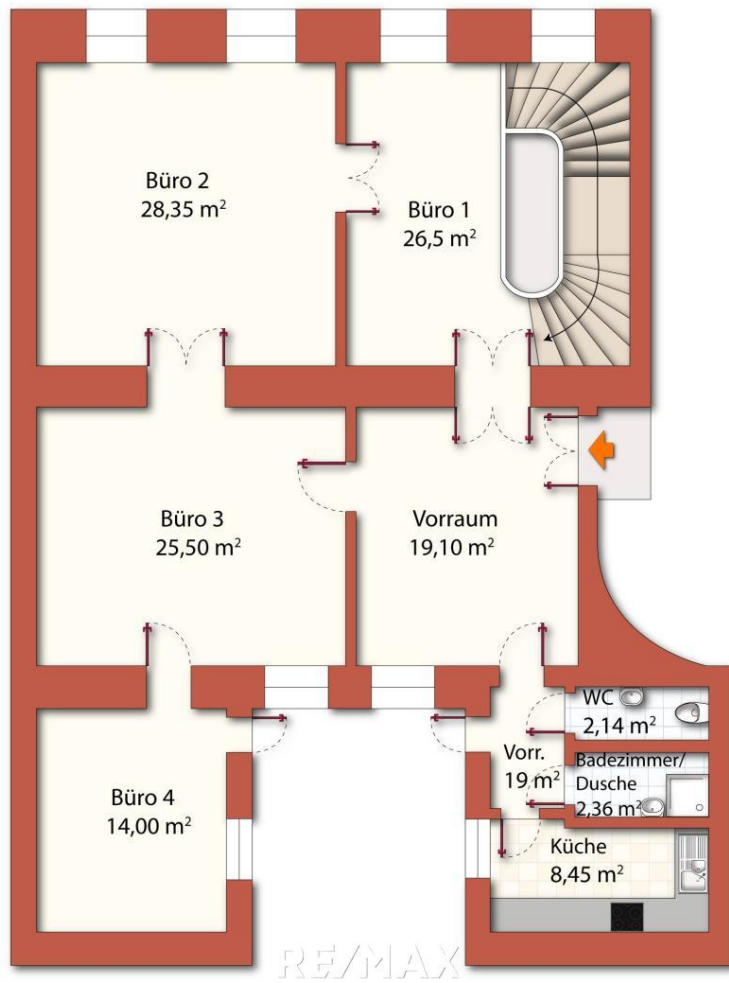 Büro 2
28,35 m²
Büro 1
26,5 m²
Büro 3
25,50 m²
Vorraum
19,10 m²
WC
2,14 m²
Vorr.
19 m²
Badezimmer/
Dusche
2,36 m²
Büro 4
14,00 m²
Küche
8,45 m²
RE/MAX